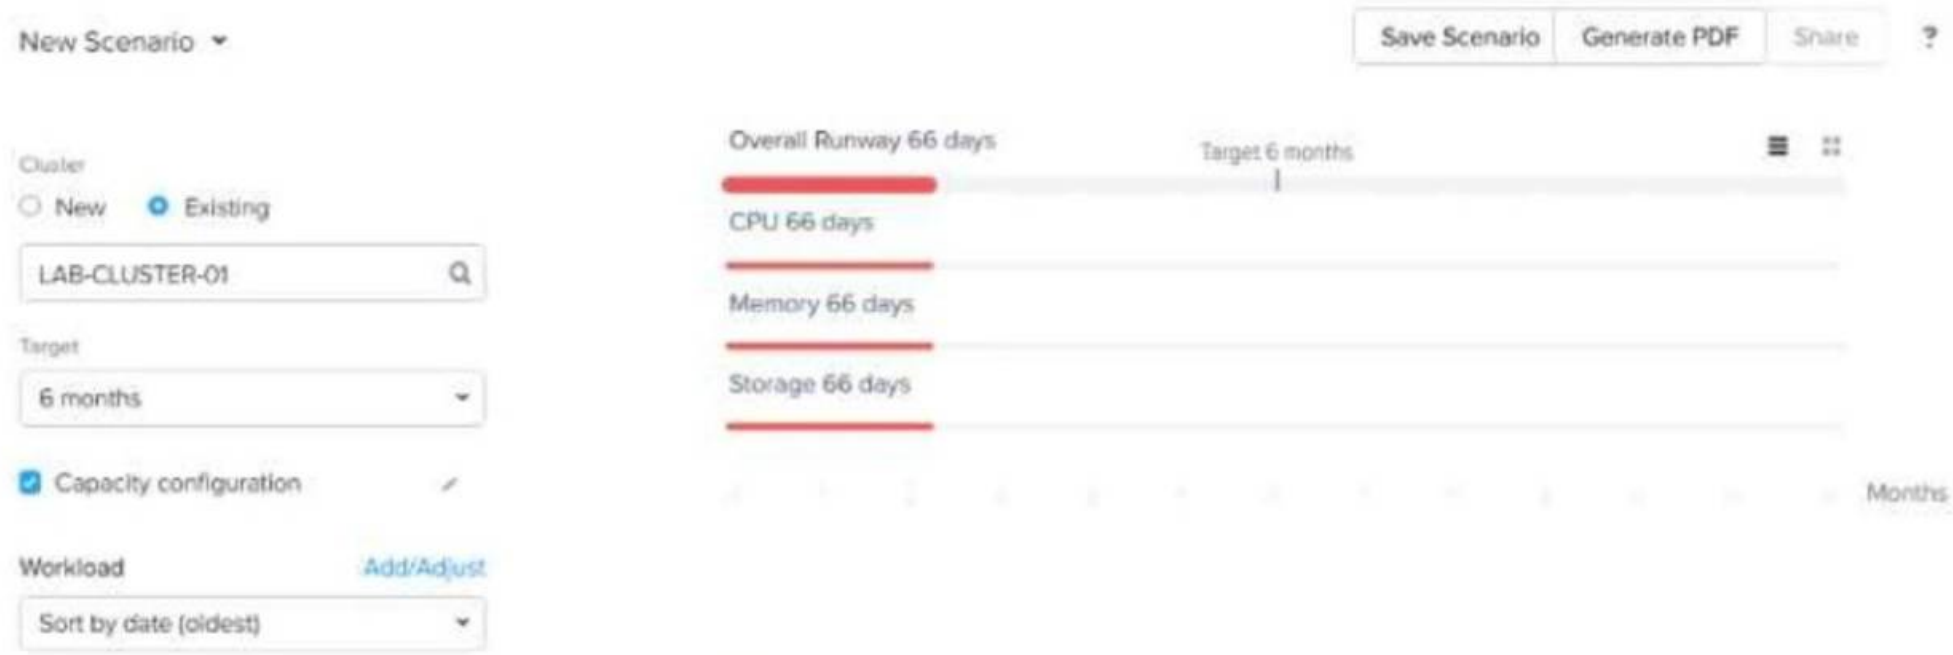 New Scenario
Save Scenario
Generate PDF
Share
?
Cluster
New
Existing
LAB-CLUSTER-01
Target
6 months
Capacity configuration
Workload
Add/Adjust
Sort by date (oldest)
Overall Runway 66 days
Target 6 months
CPU 66 days
Memory 66 days
Storage 66 days
Months